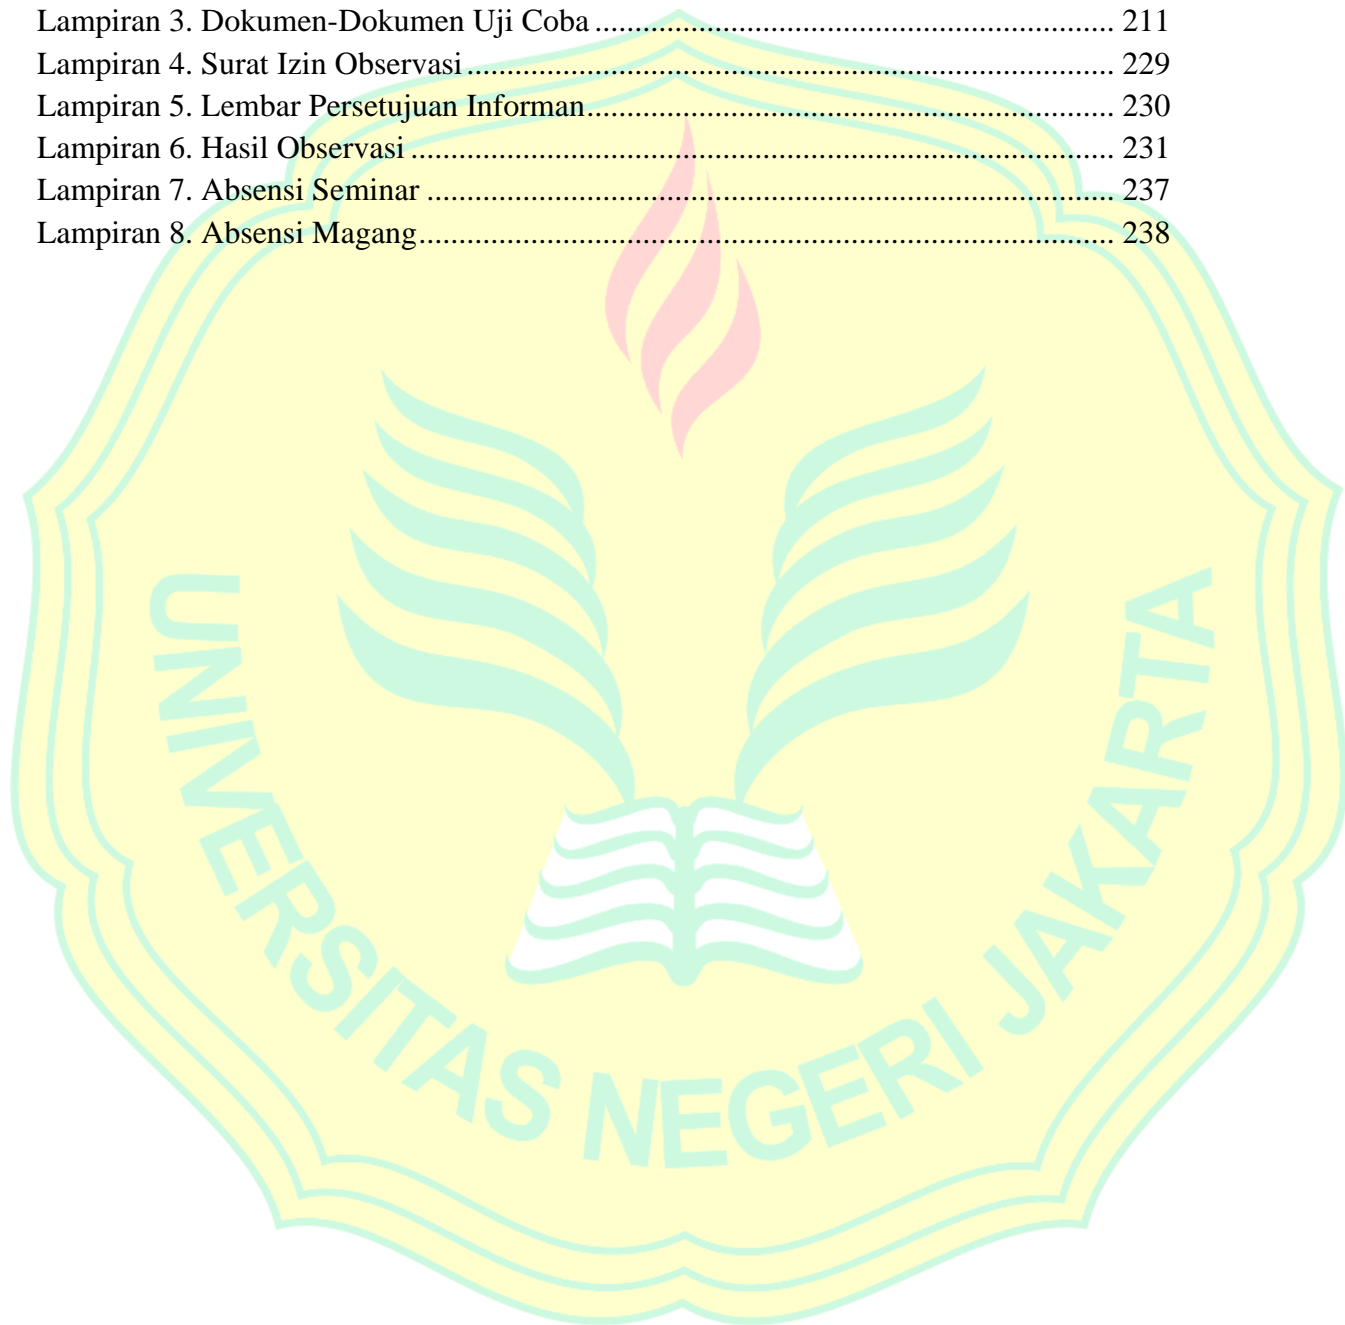 Lampiran 3. Dokumen-Dokumen Uji Coba ................................................................. 211
Lampiran 4. Surat Izin Observasi ................................................................................. 229
Lampiran 5. Lembar Persetujuan Informan .................................................................. 230
Lampiran 6. Hasil Observasi ........................................................................................ 231
Lampiran 7. Absensi Seminar ...................................................................................... 237
Lampiran 8. Absensi Magang ....................................................................................... 238
UNIVERSITAS NEGERI JAKARTA